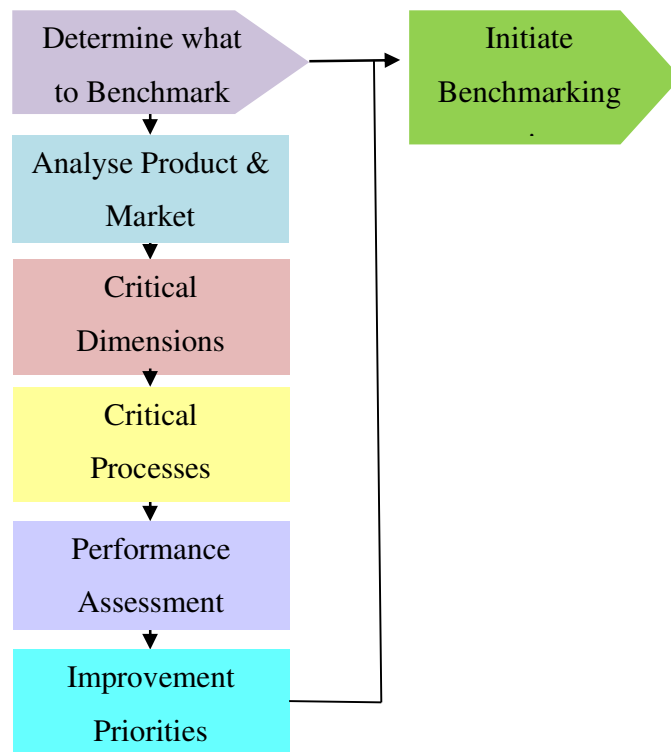 Determine what
to Benchmark
Initiate
Benchmarking
.
Analyse Product &
Market
Critical
Dimensions
Critical
Processes
Performance
Assessment
Improvement
Priorities